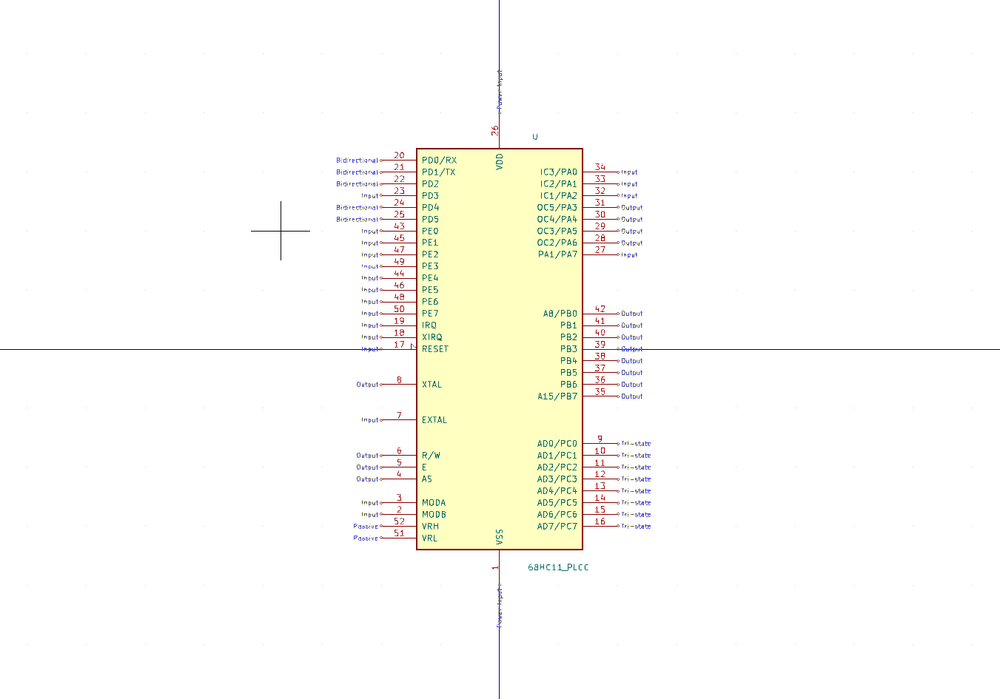 Power Input
26
U
VDD
Bidirectional 20 PD0/RX
Bidirectional 21 PD1/TX
Bidirectional 22 PD2
Input 23 PD3
Bidirectional 24 PD4
Bidirectional 25 PD5
Input 43 PE0
Input 45 PE1
Input 47 PE2
Input 49 PE3
Input 44 PE4
Input 46 PE5
Input 48 PE6
Input 50 PE7
Input 19 IRQ
Input 18 XIRQ
Input 17 RESET
Output 8 XTAL
Input 7 EXTAL
Output 6 R/W
Output 5 E
Output 4 AS
Input 3 MODA
Input 2 MODB
Passive 52 VRH
Passive 51 VRL
IC3/PA0 34 Input
IC2/PA1 33 Input
IC1/PA2 32 Input
OC5/PA3 31 Output
OC4/PA4 30 Output
OC3/PA5 29 Output
OC2/PA6 28 Output
PA1/PA7 27 Input
A8/PB0 42 Output
PB1 41 Output
PB2 40 Output
PB3 39 Output
PB4 38 Output
PB5 37 Output
PB6 36 Output
A15/PB7 35 Output
AD0/PC0 9 Tri-state
AD1/PC1 10 Tri-state
AD2/PC2 11 Tri-state
AD3/PC3 12 Tri-state
AD4/PC4 13 Tri-state
AD5/PC5 14 Tri-state
AD6/PC6 15 Tri-state
AD7/PC7 16 Tri-state
VSS
1
68HC11_PLCC
Power Input